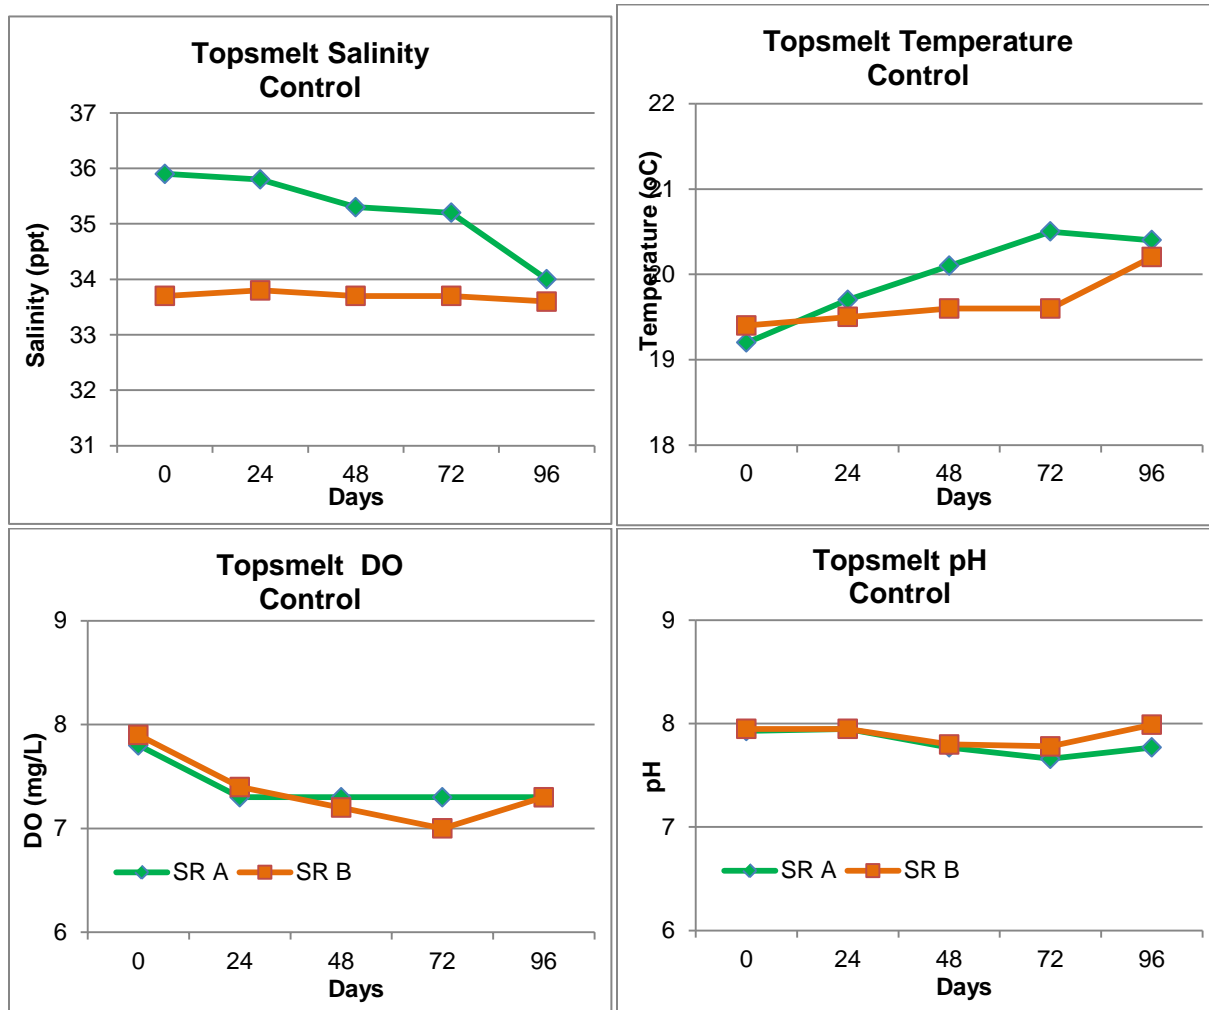 Topsmelt Salinity
Control
37
36
35
34
33
32
31
Salinity (ppt)
0 24 48 72 96
Days
Topsmelt Temperature
Control
22
21
20
19
18
Temperature (oC)
0 24 48 72 96
Days
Topsmelt DO
Control
9
8
7
6
DO (mg/L)
SR A SR B
0 24 48 72 96
Days
Topsmelt pH
Control
9
8
7
6
pH
SR A SR B
0 24 48 72 96
Days